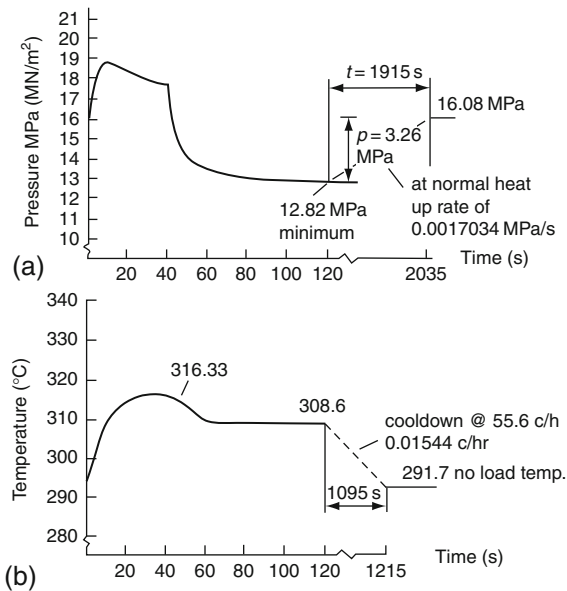 21
20
19
18
17
16
15
14
13
12
11
10
Pressure MPa (MN/m²)
t = 1915 s
16.08 MPa
p = 3.26
MPa
12.82 MPa
minimum
at normal heat
up rate of
0.0017034 MPa/s
Time (s)
20 40 60 80 100 120 2035
(a)
340
330
320
310
300
290
280
Temperature (°C)
316.33
308.6
cooldown @ 55.6 c/h
0.01544 c/hr
291.7 no load temp.
1095 s
Time (s)
20 40 60 80 100 120 1215
(b)